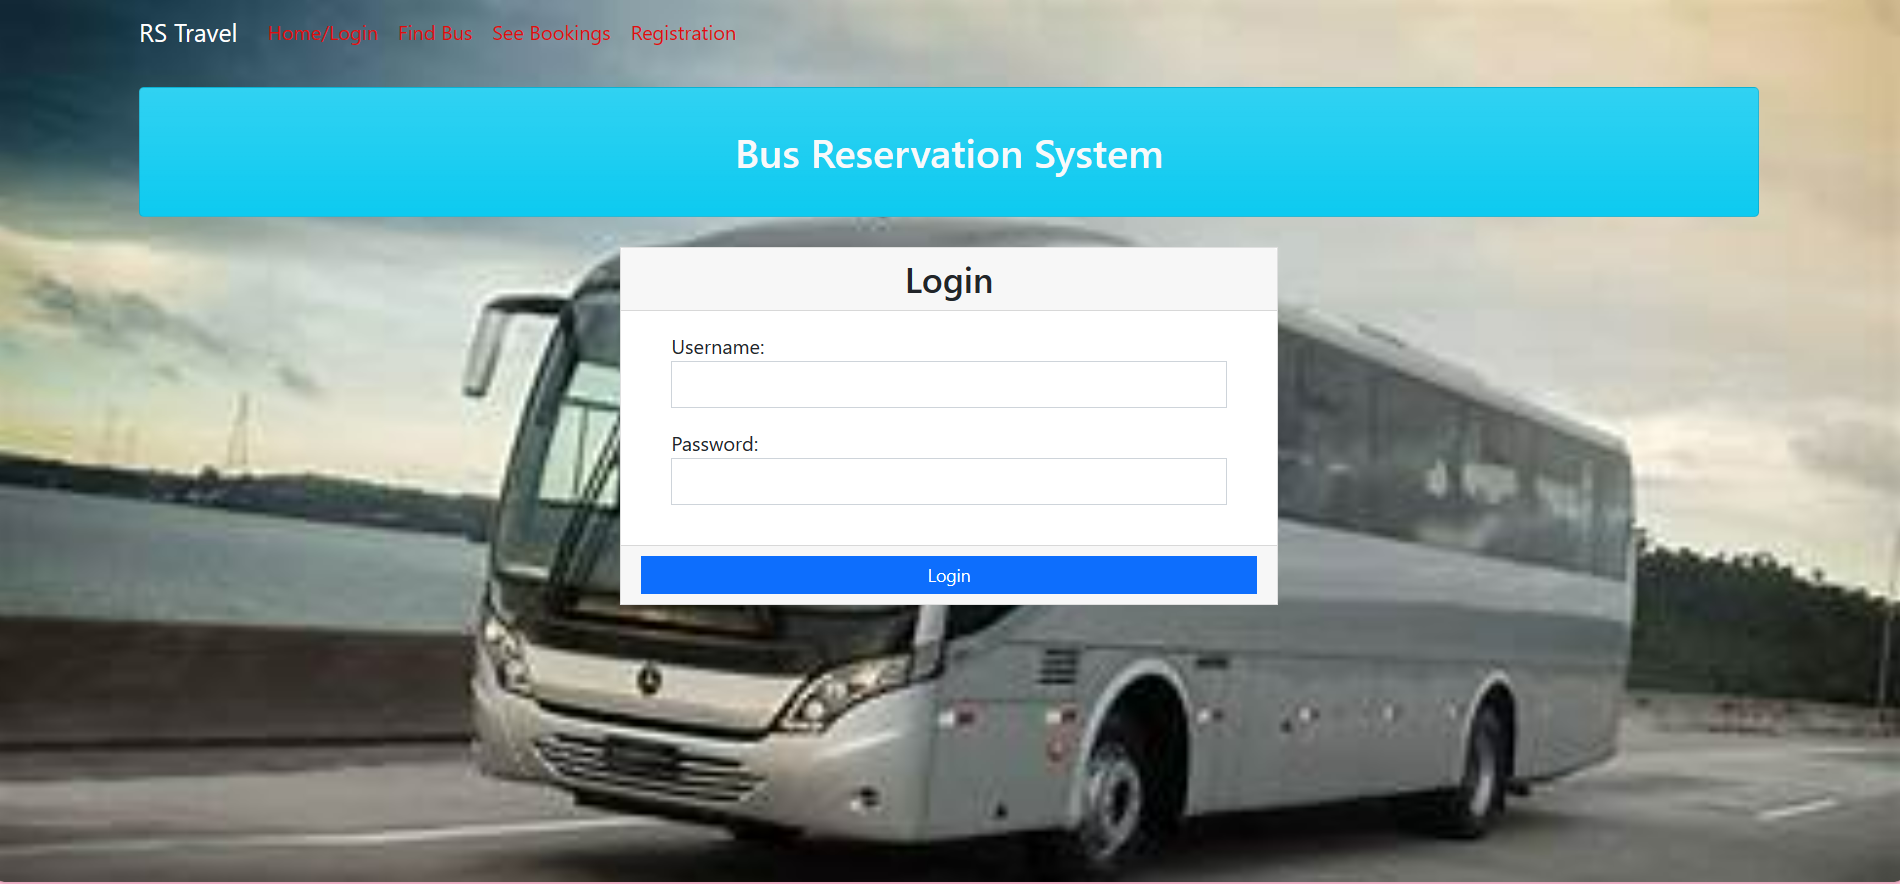 RS Travel Home/Login Find Bus See Bookings Registration
Bus Reservation System
Login
Username:
Password:
Login